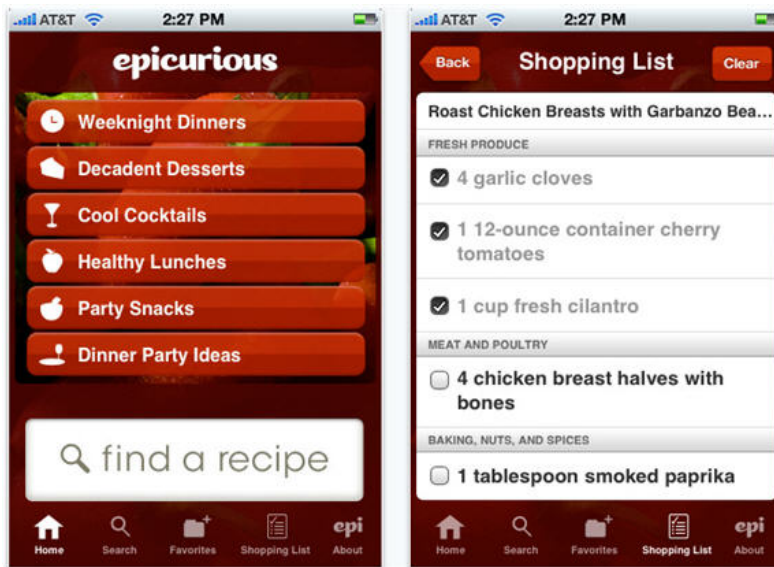 AT&T 2:27 PM
epicurious
Weeknight Dinners
Decadent Desserts
Cool Cocktails
Healthy Lunches
Party Snacks
Dinner Party Ideas
find a recipe
Home Search Favorites Shopping List epi About
AT&T 2:27 PM
Back Shopping List Clear
Roast Chicken Breasts with Garbanzo Bea...
FRESH PRODUCE
4 garlic cloves
1 12-ounce container cherry
tomatoes
1 cup fresh cilantro
MEAT AND POULTRY
4 chicken breast halves with
bones
BAKING, NUTS, AND SPICES
1 tablespoon smoked paprika
Home Search Favorites Shopping List epi About